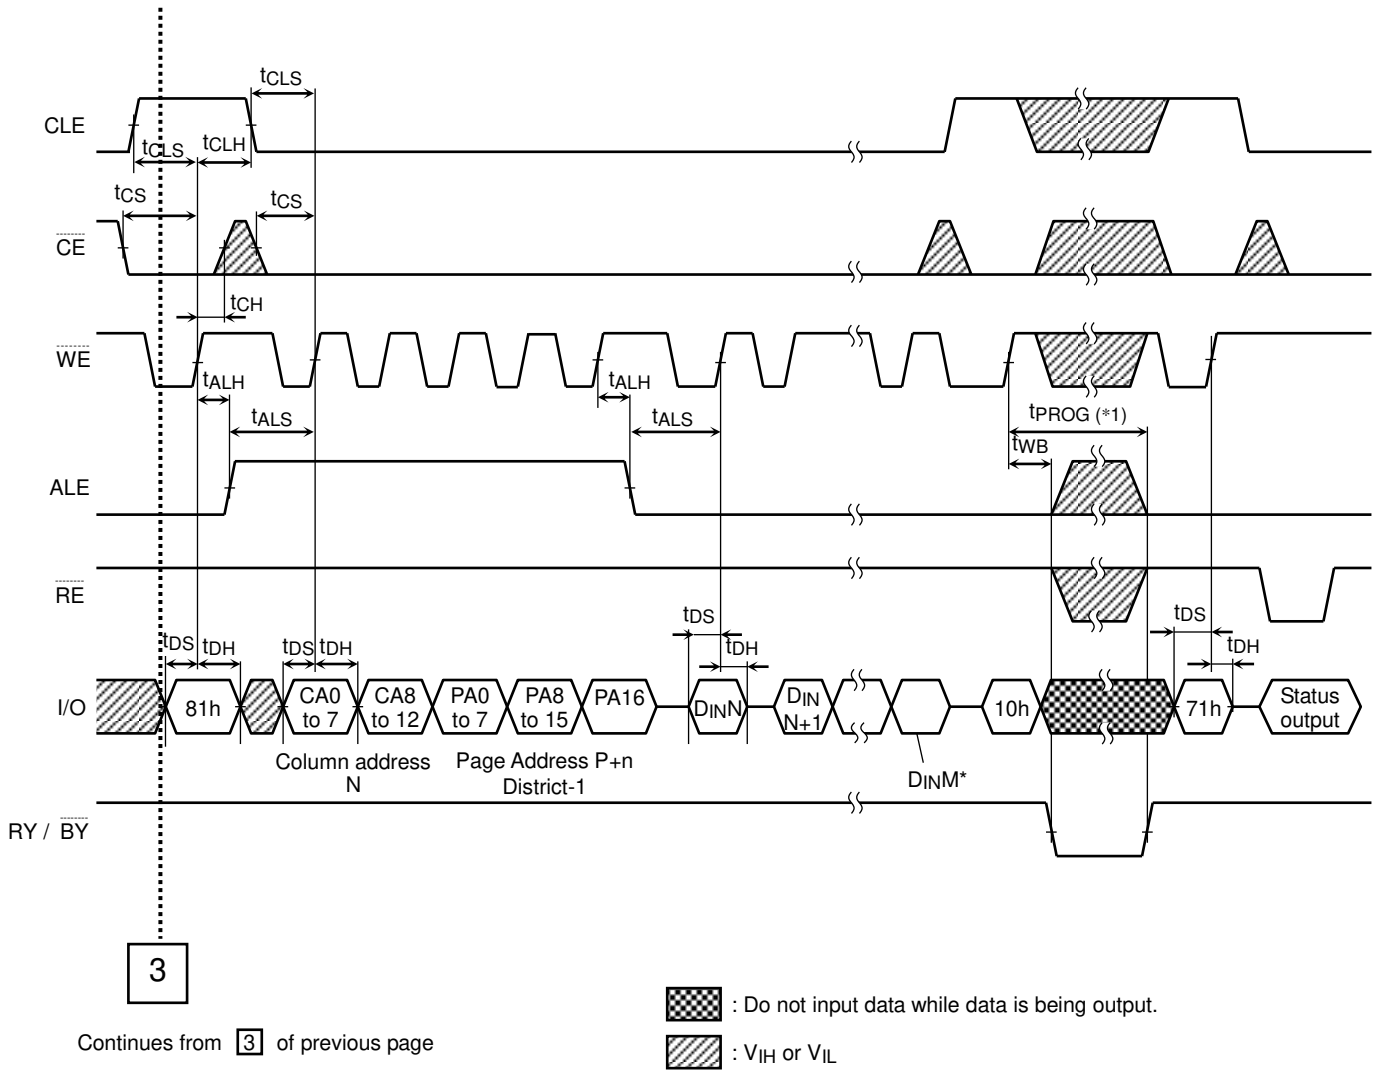 tCLS
CLE
tCLS tCLH
tCS tCS
CE
tCH
WE
tALH tALH
tPROG (*1)
tALS tALS
tWB
ALE
RE
tDS tDS
tDH tDH
tDS tDH tDS tDH
I/O
81h
CA0 to 7
CA8 to 12
PA0 to 7
PA8 to 15
PA16
DINN
DIN N+1
10h
71h
Status output
Column address N
Page Address P+n District-1
DINM*
RY / BY
3
: Do not input data while data is being output.
Continues from 3 of previous page
: VIH or VIL